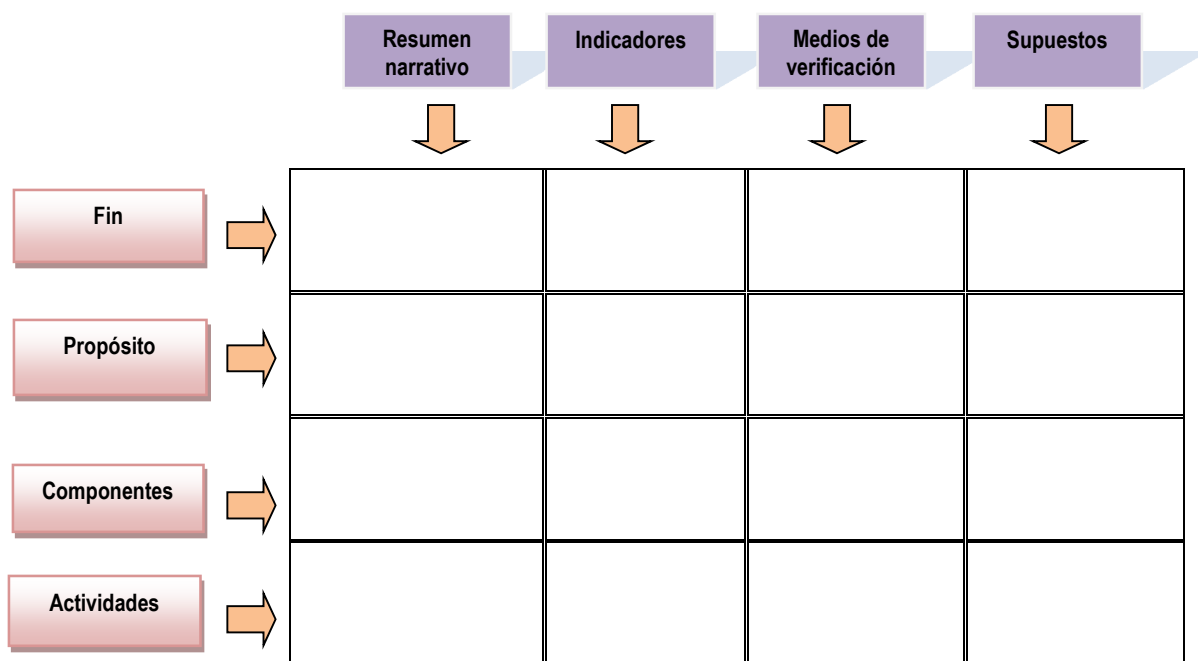 Resumen
narrativo
Indicadores
Medios de
verificación
Supuestos
Fin
Propósito
Componentes
Actividades